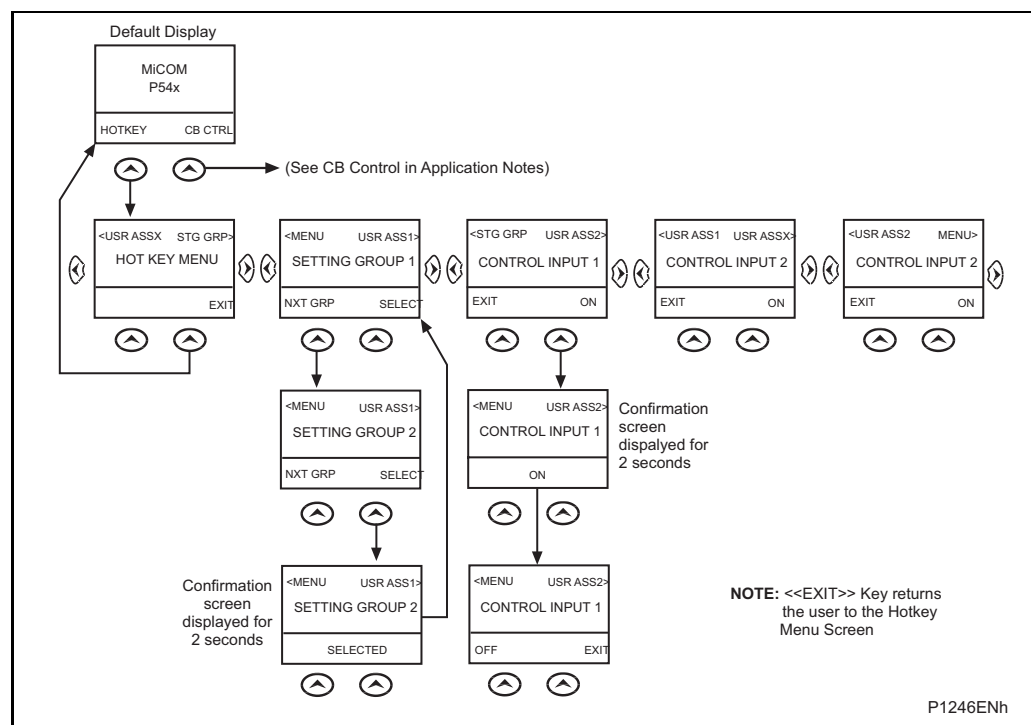 Default Display
MiCOM
P54x
HOTKEY CB CTRL
(See CB Control in Application Notes)
<USR ASSX STG GRP>
HOT KEY MENU
EXIT
<MENU USR ASS1>
SETTING GROUP 1
NXT GRP SELECT
<STG GRP USR ASS2>
CONTROL INPUT 1
EXIT ON
<USR ASS1 USR ASSX>
CONTROL INPUT 2
EXIT ON
<USR ASS2 MENU>
CONTROL INPUT 2
EXIT ON
<MENU USR ASS1>
SETTING GROUP 2
NXT GRP SELECT
<MENU USR ASS2>
CONTROL INPUT 1
ON
Confirmation
screen
dispalyed for
2 seconds
Confirmation
screen
displayed for
2 seconds
<MENU USR ASS1>
SETTING GROUP 2
SELECTED
<MENU USR ASS2>
CONTROL INPUT 1
OFF EXIT
NOTE: <<EXIT>> Key returns
the user to the Hotkey
Menu Screen
P1246ENh